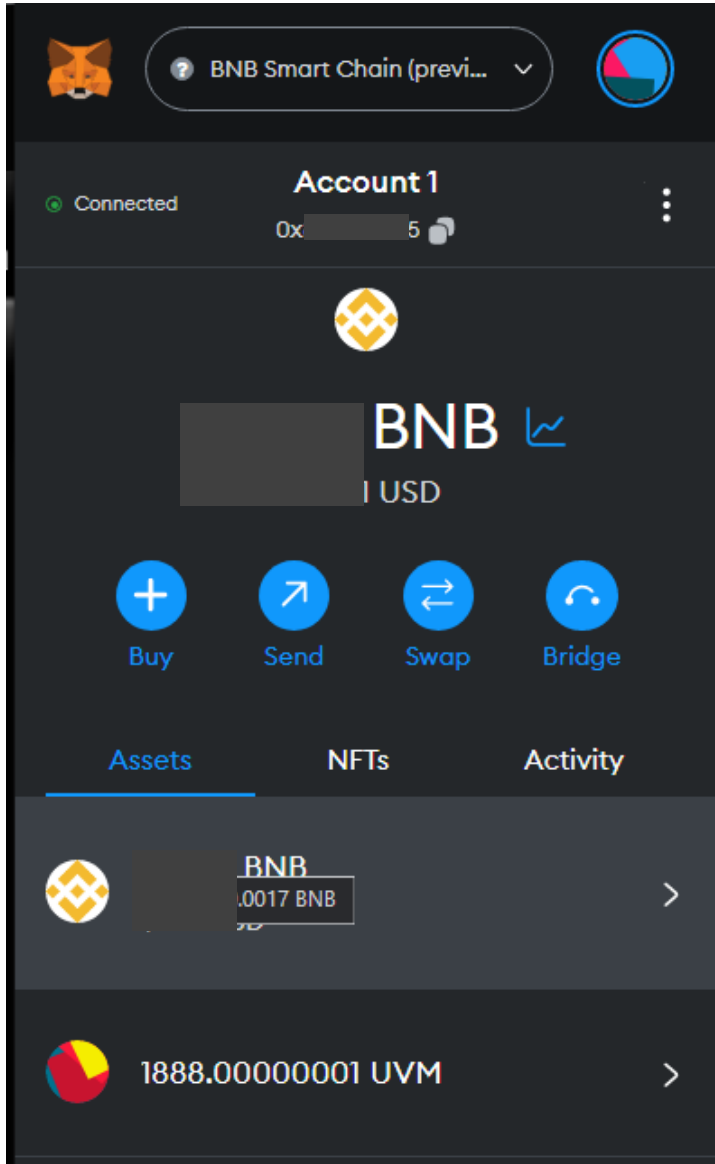 BNB Smart Chain (previ...
Connected
Account 1
0x 5
BNB
USD
Buy Send Swap Bridge
Assets NFTs Activity
BNB
.0017 BNB
1888.00000001 UVM